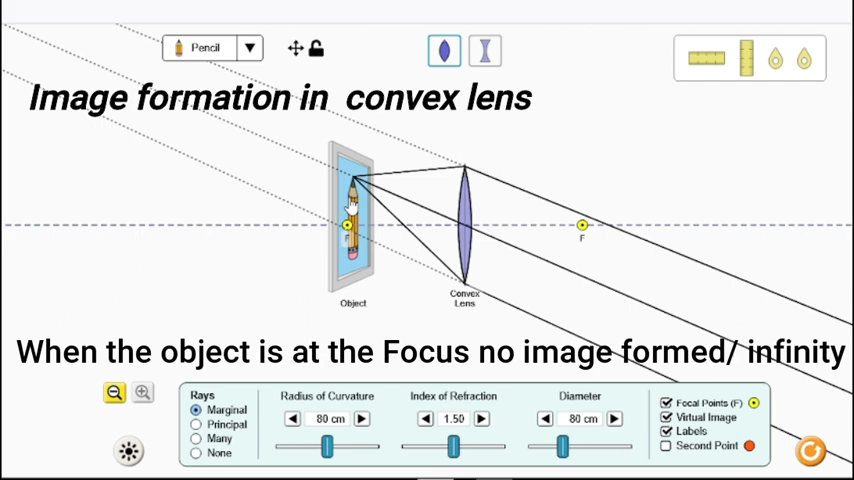 Pencil
Image formation in convex lens
F
F
Object
Convex
Lens
When the object is at the Focus no image formed/ infinity
Rays
Marginal
Principal
Many
None
Radius of Curvature
80 cm
Index of Refraction
1.50
Diameter
80 cm
Focal Points (F)
Virtual Image
Labels
Second Point